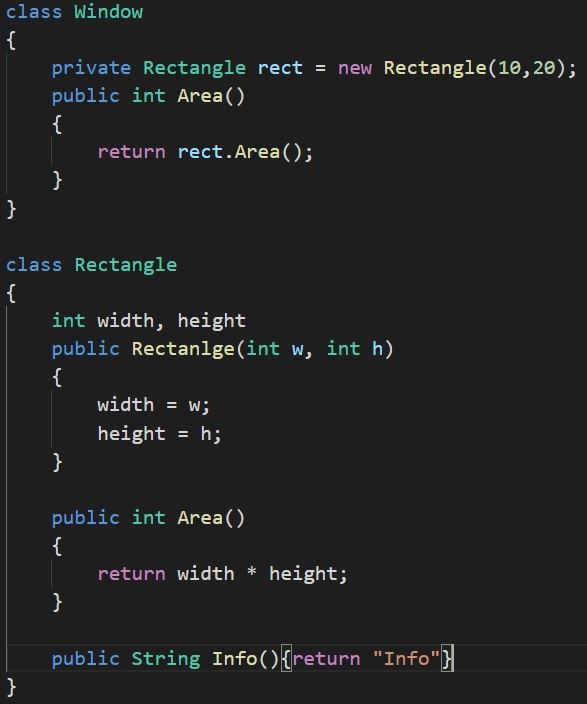 class Window
{
    private Rectangle rect = new Rectangle(10,20);
    public int Area()
    {
        return rect.Area();
    }
}

class Rectangle
{
    int width, height
    public Rectanlge(int w, int h)
    {
        width = w;
        height = h;
    }

    public int Area()
    {
        return width * height;
    }

    public String Info(){return "Info"}
}